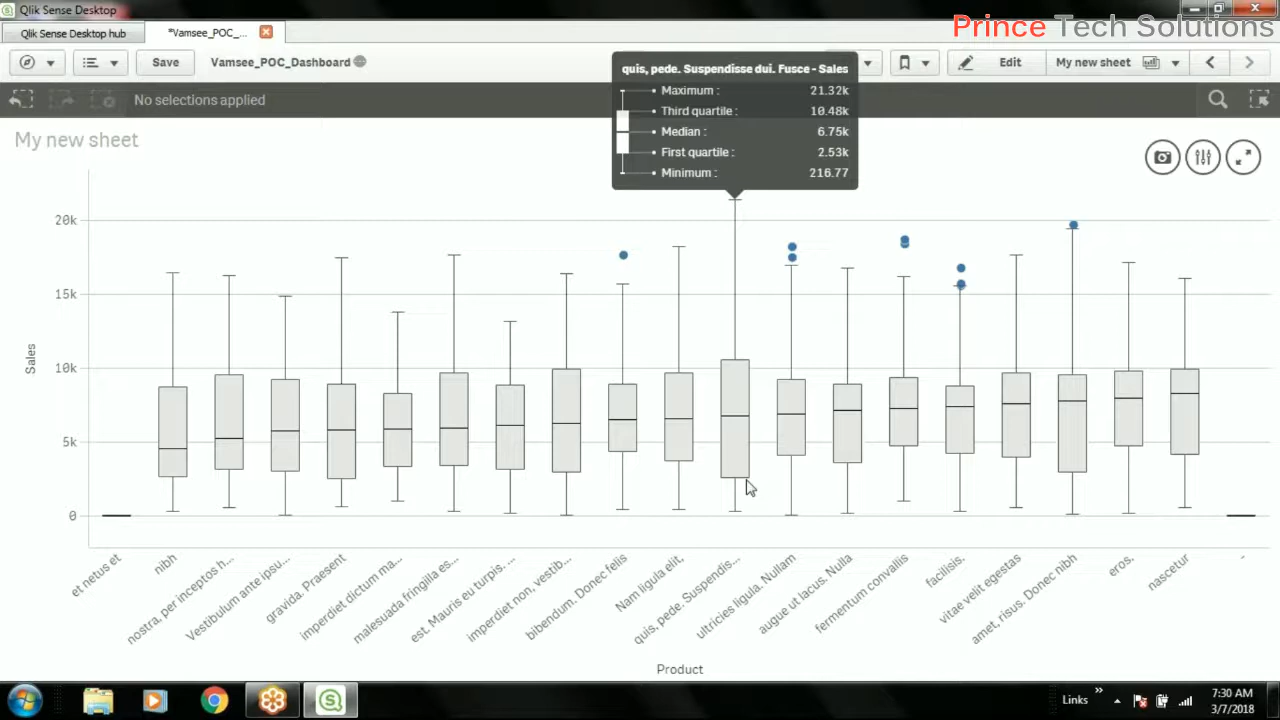 Qlik Sense Desktop
Prince Tech Solutions
Qlik Sense Desktop hub
*Vamsee_POC_...
Save
Vamsee_POC_Dashboard
Edit
My new sheet
No selections applied
My new sheet
quis, pede. Suspendisse dui. Fusce - Sales
Maximum : 21.32k
Third quartile : 10.48k
Median : 6.75k
First quartile : 2.53k
Minimum : 216.77
20k
15k
10k
5k
0
Sales
et netus et
nibh
nostra, per inceptos h...
Vestibulum ante ipsu...
gravida. Praesent
imperdiet dictum ma...
malesuada fringilla es...
est. Mauris eu turpis. ...
imperdiet non, vestib...
bibendum. Donec felis
Nam ligula elit,
quis, pede. Suspendis...
ultricies ligula. Nullam
augue ut lacus. Nulla
fermentum convallis
facilisis.
vitae velit egestas
amet, risus. Donec nibh
eros.
nascetur
-
Product
Links
»
7:30 AM
3/7/2018